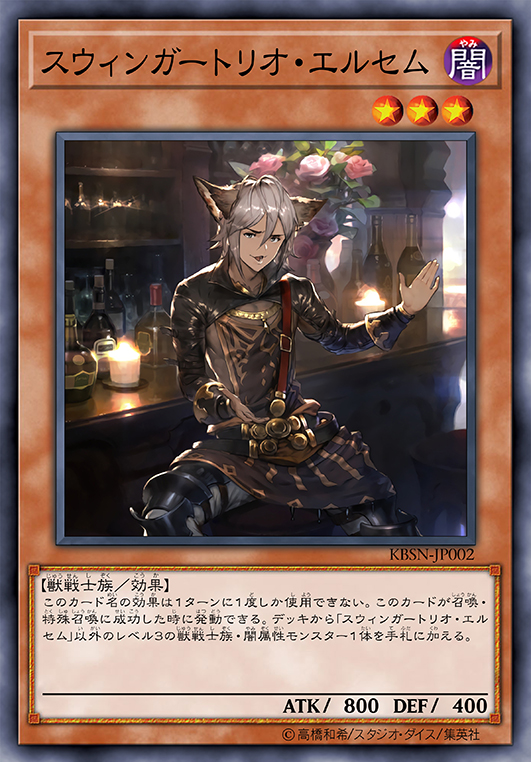 スウィンガートリオ・エルセム
闇
やみ
KBSN-JP002
【獣戦士族／効果】
このカード名の効果は1ターンに1度しか使用できない。このカードが召喚・
特殊召喚に成功した時に発動できる。デッキから「スウィンガートリオ・エル
セム」以外のレベル3の獣戦士族・闇属性モンスター1体を手札に加える。
ATK/ 800 DEF/ 400
©高橋和希/スタジオ・ダイス/集英社